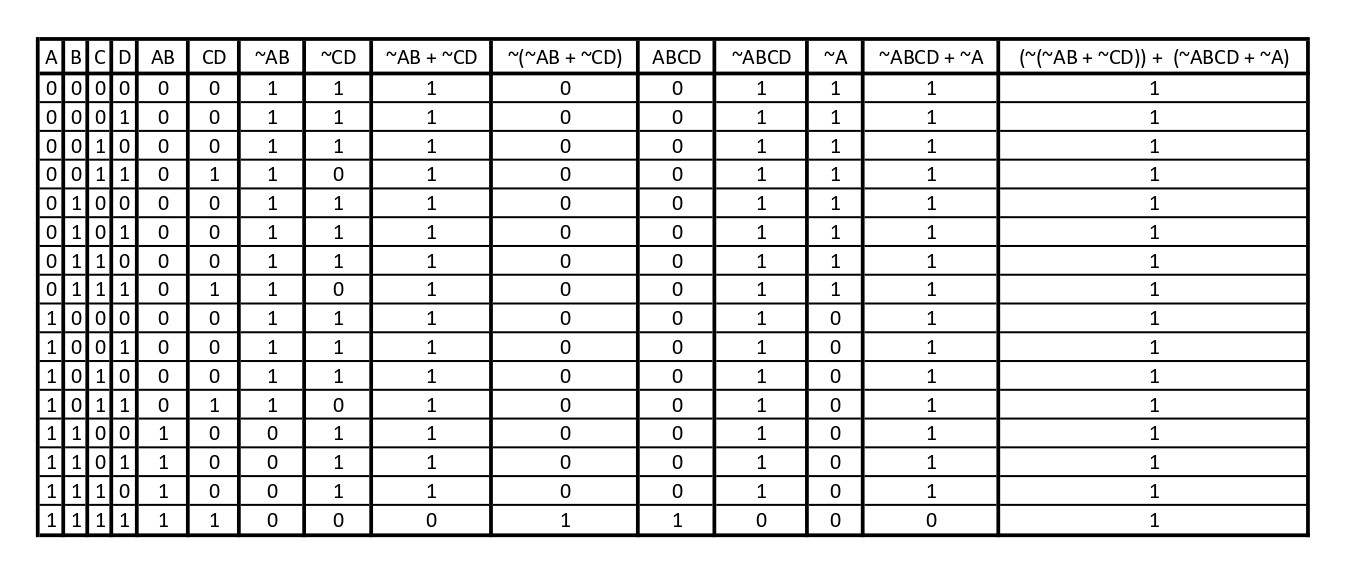 A B C D AB CD ~AB ~CD ~AB + ~CD ~(~AB + ~CD) ABCD ~ABCD ~A ~ABCD + ~A (~(~AB + ~CD)) + (~ABCD + ~A)
0 0 0 0 0 0 1 1 1 0 0 1 1 1 1
0 0 0 1 0 0 1 1 1 0 0 1 1 1 1
0 0 1 0 0 0 1 1 1 0 0 1 1 1 1
0 0 1 1 0 1 1 0 1 0 0 1 1 1 1
0 1 0 0 0 0 1 1 1 0 0 1 1 1 1
0 1 0 1 0 0 1 1 1 0 0 1 1 1 1
0 1 1 0 0 0 1 1 1 0 0 1 1 1 1
0 1 1 1 0 1 1 0 1 0 0 1 1 1 1
1 0 0 0 0 0 1 1 1 0 0 1 0 1 1
1 0 0 1 0 0 1 1 1 0 0 1 0 1 1
1 0 1 0 0 0 1 1 1 0 0 1 0 1 1
1 0 1 1 0 1 1 0 1 0 0 1 0 1 1
1 1 0 0 1 0 0 1 1 0 0 1 0 1 1
1 1 0 1 1 0 0 1 1 0 0 1 0 1 1
1 1 1 0 1 0 0 1 1 0 0 1 0 1 1
1 1 1 1 1 1 0 0 0 1 1 0 0 0 1